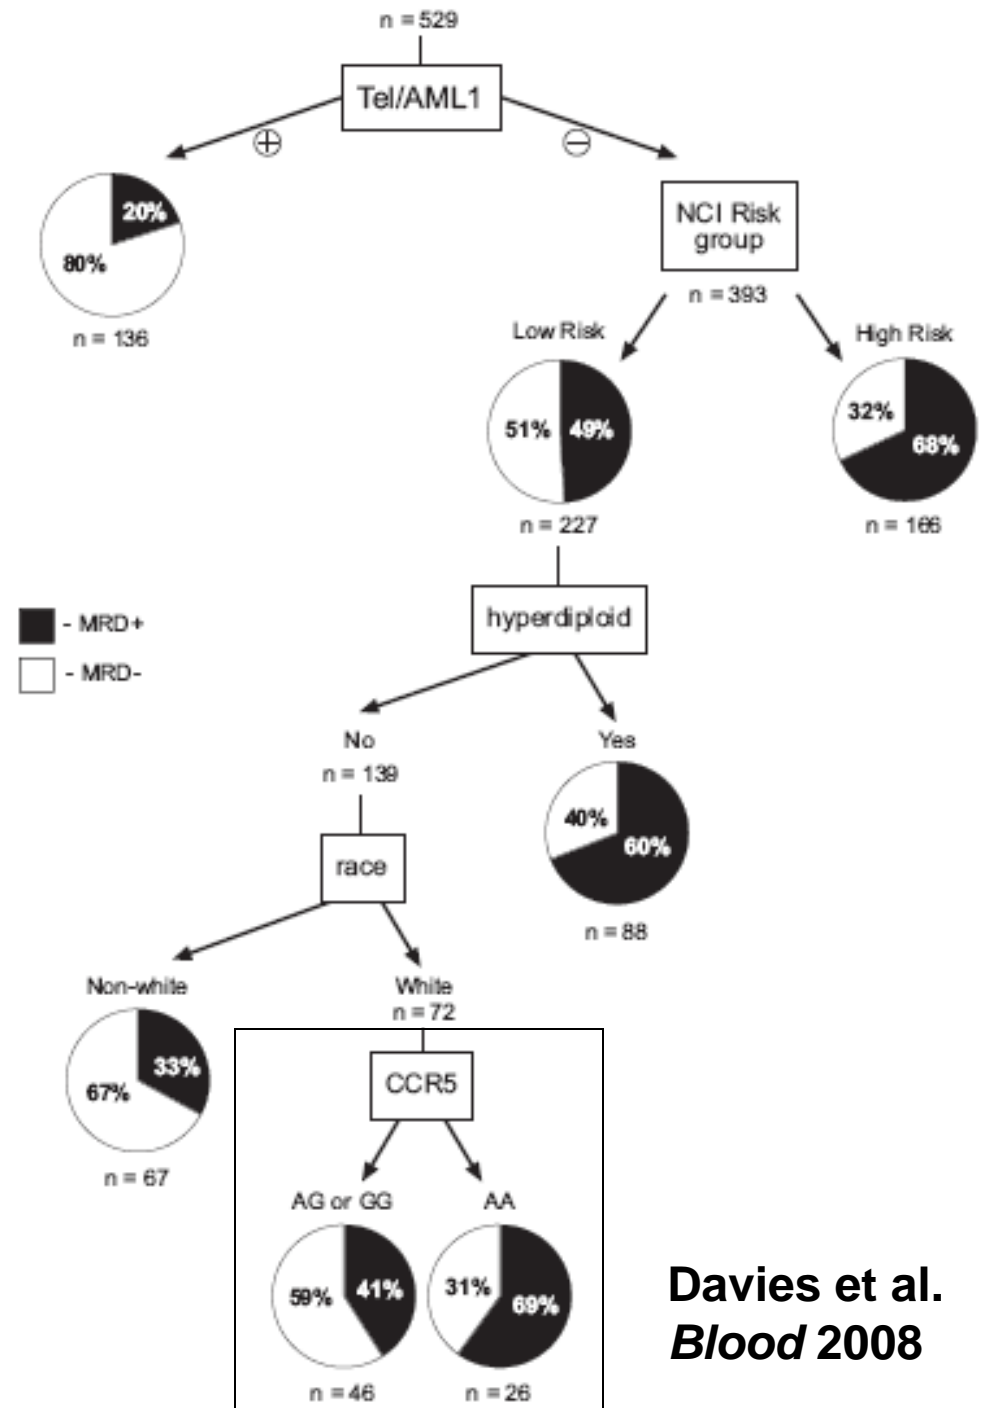 n = 529
Tel/AML1
+
−
20%
80%
n = 136
NCI Risk
group
n = 393
Low Risk
High Risk
51% 49%
32%
68%
n = 227
n = 166
hyperdiploid
- MRD+
- MRD-
No
Yes
n = 139
40%
60%
race
n = 88
Non-white
White
n = 72
33%
67%
CCR5
n = 67
AG or GG
AA
59% 41%
31% 69%
n = 46
n = 26
Davies et al.
Blood 2008